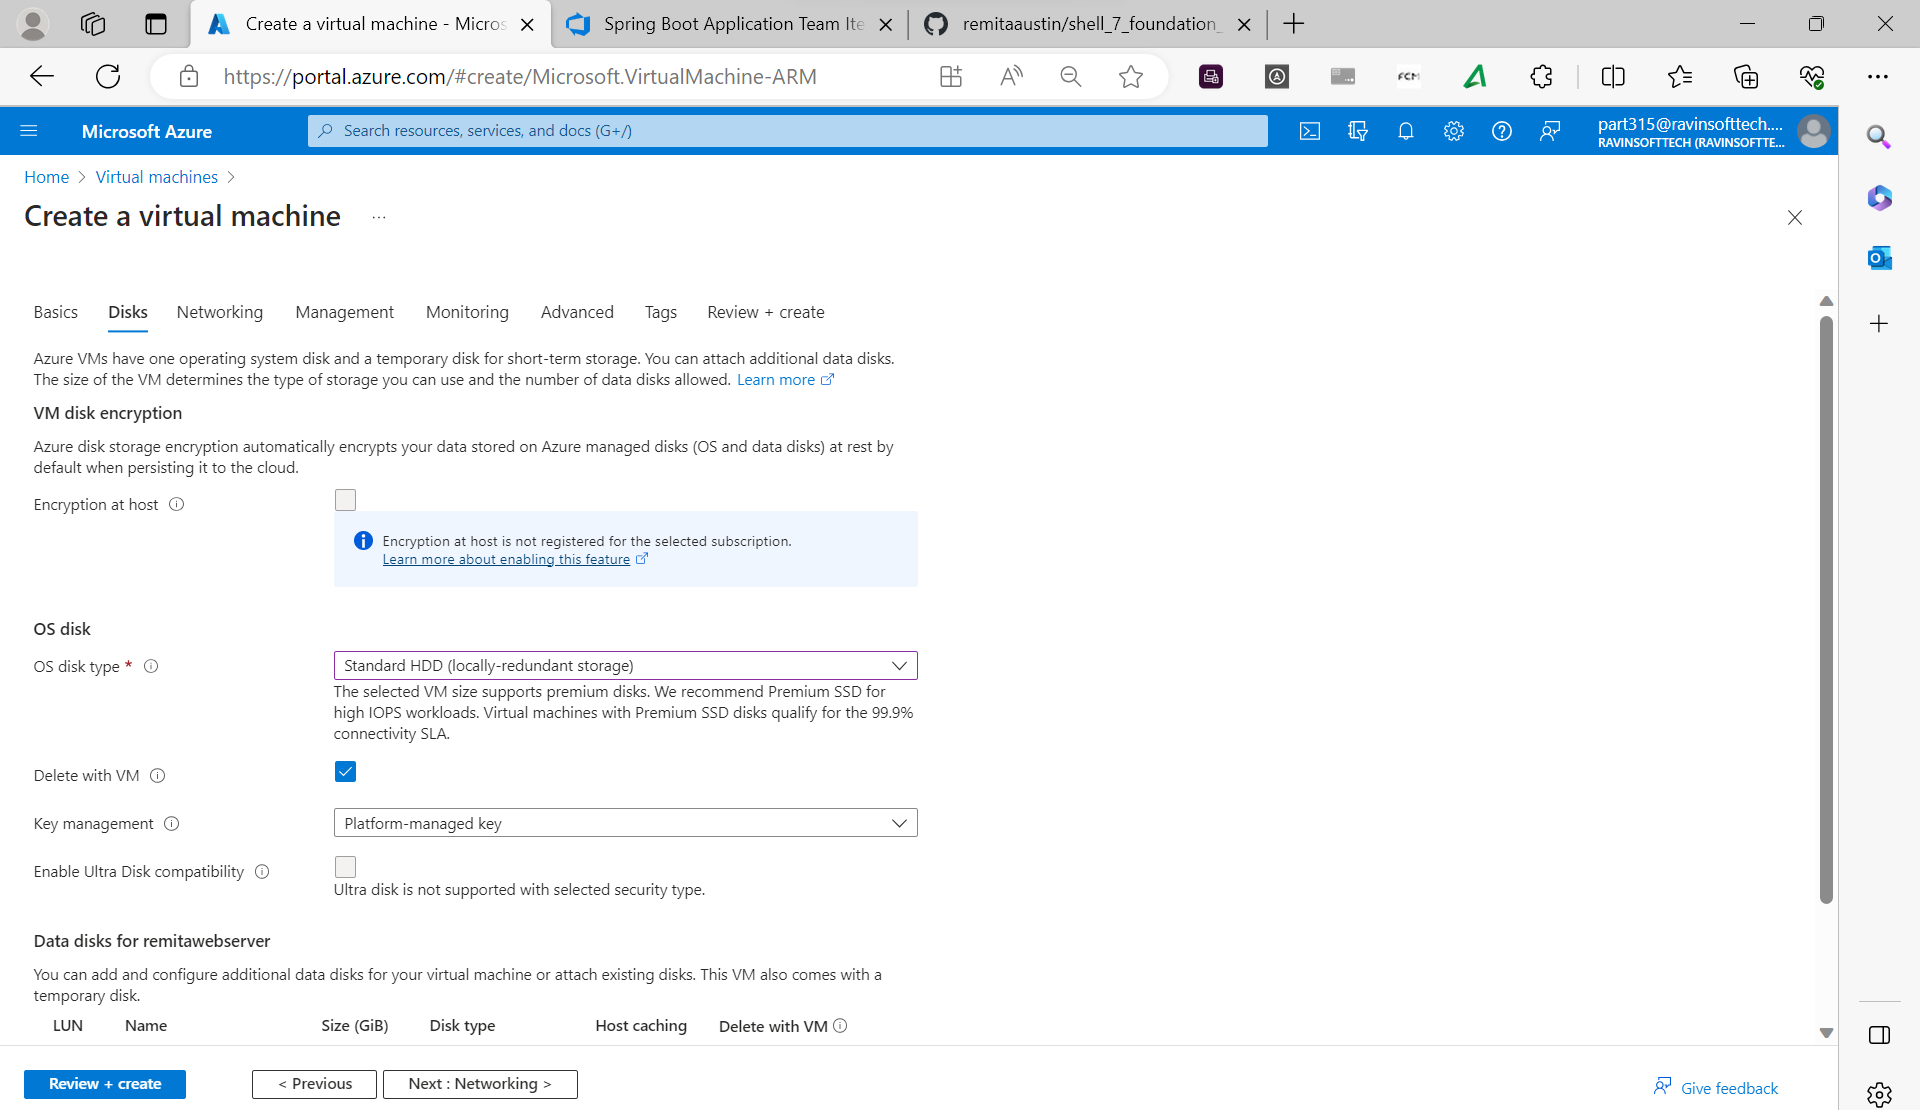 Create a virtual machine - Micros
Spring Boot Application Team Ite
remitaaustin/shell_7_foundation_
https://portal.azure.com/#create/Microsoft.VirtualMachine-ARM
FCM
Microsoft Azure
Search resources, services, and docs (G+/)
part315@ravinsofttech....
RAVINSOFTTECH (RAVINSOFTTE...
Home > Virtual machines >
Create a virtual machine ...
Basics Disks Networking Management Monitoring Advanced Tags Review + create
Azure VMs have one operating system disk and a temporary disk for short-term storage. You can attach additional data disks.
The size of the VM determines the type of storage you can use and the number of data disks allowed. Learn more
VM disk encryption
Azure disk storage encryption automatically encrypts your data stored on Azure managed disks (OS and data disks) at rest by
default when persisting it to the cloud.
Encryption at host
Encryption at host is not registered for the selected subscription.
Learn more about enabling this feature
OS disk
OS disk type *
Standard HDD (locally-redundant storage)
The selected VM size supports premium disks. We recommend Premium SSD for
high IOPS workloads. Virtual machines with Premium SSD disks qualify for the 99.9%
connectivity SLA.
Delete with VM
Key management
Platform-managed key
Enable Ultra Disk compatibility
Ultra disk is not supported with selected security type.
Data disks for remitawebserver
You can add and configure additional data disks for your virtual machine or attach existing disks. This VM also comes with a
temporary disk.
LUN Name Size (GiB) Disk type Host caching Delete with VM
Review + create
< Previous
Next : Networking >
Give feedback